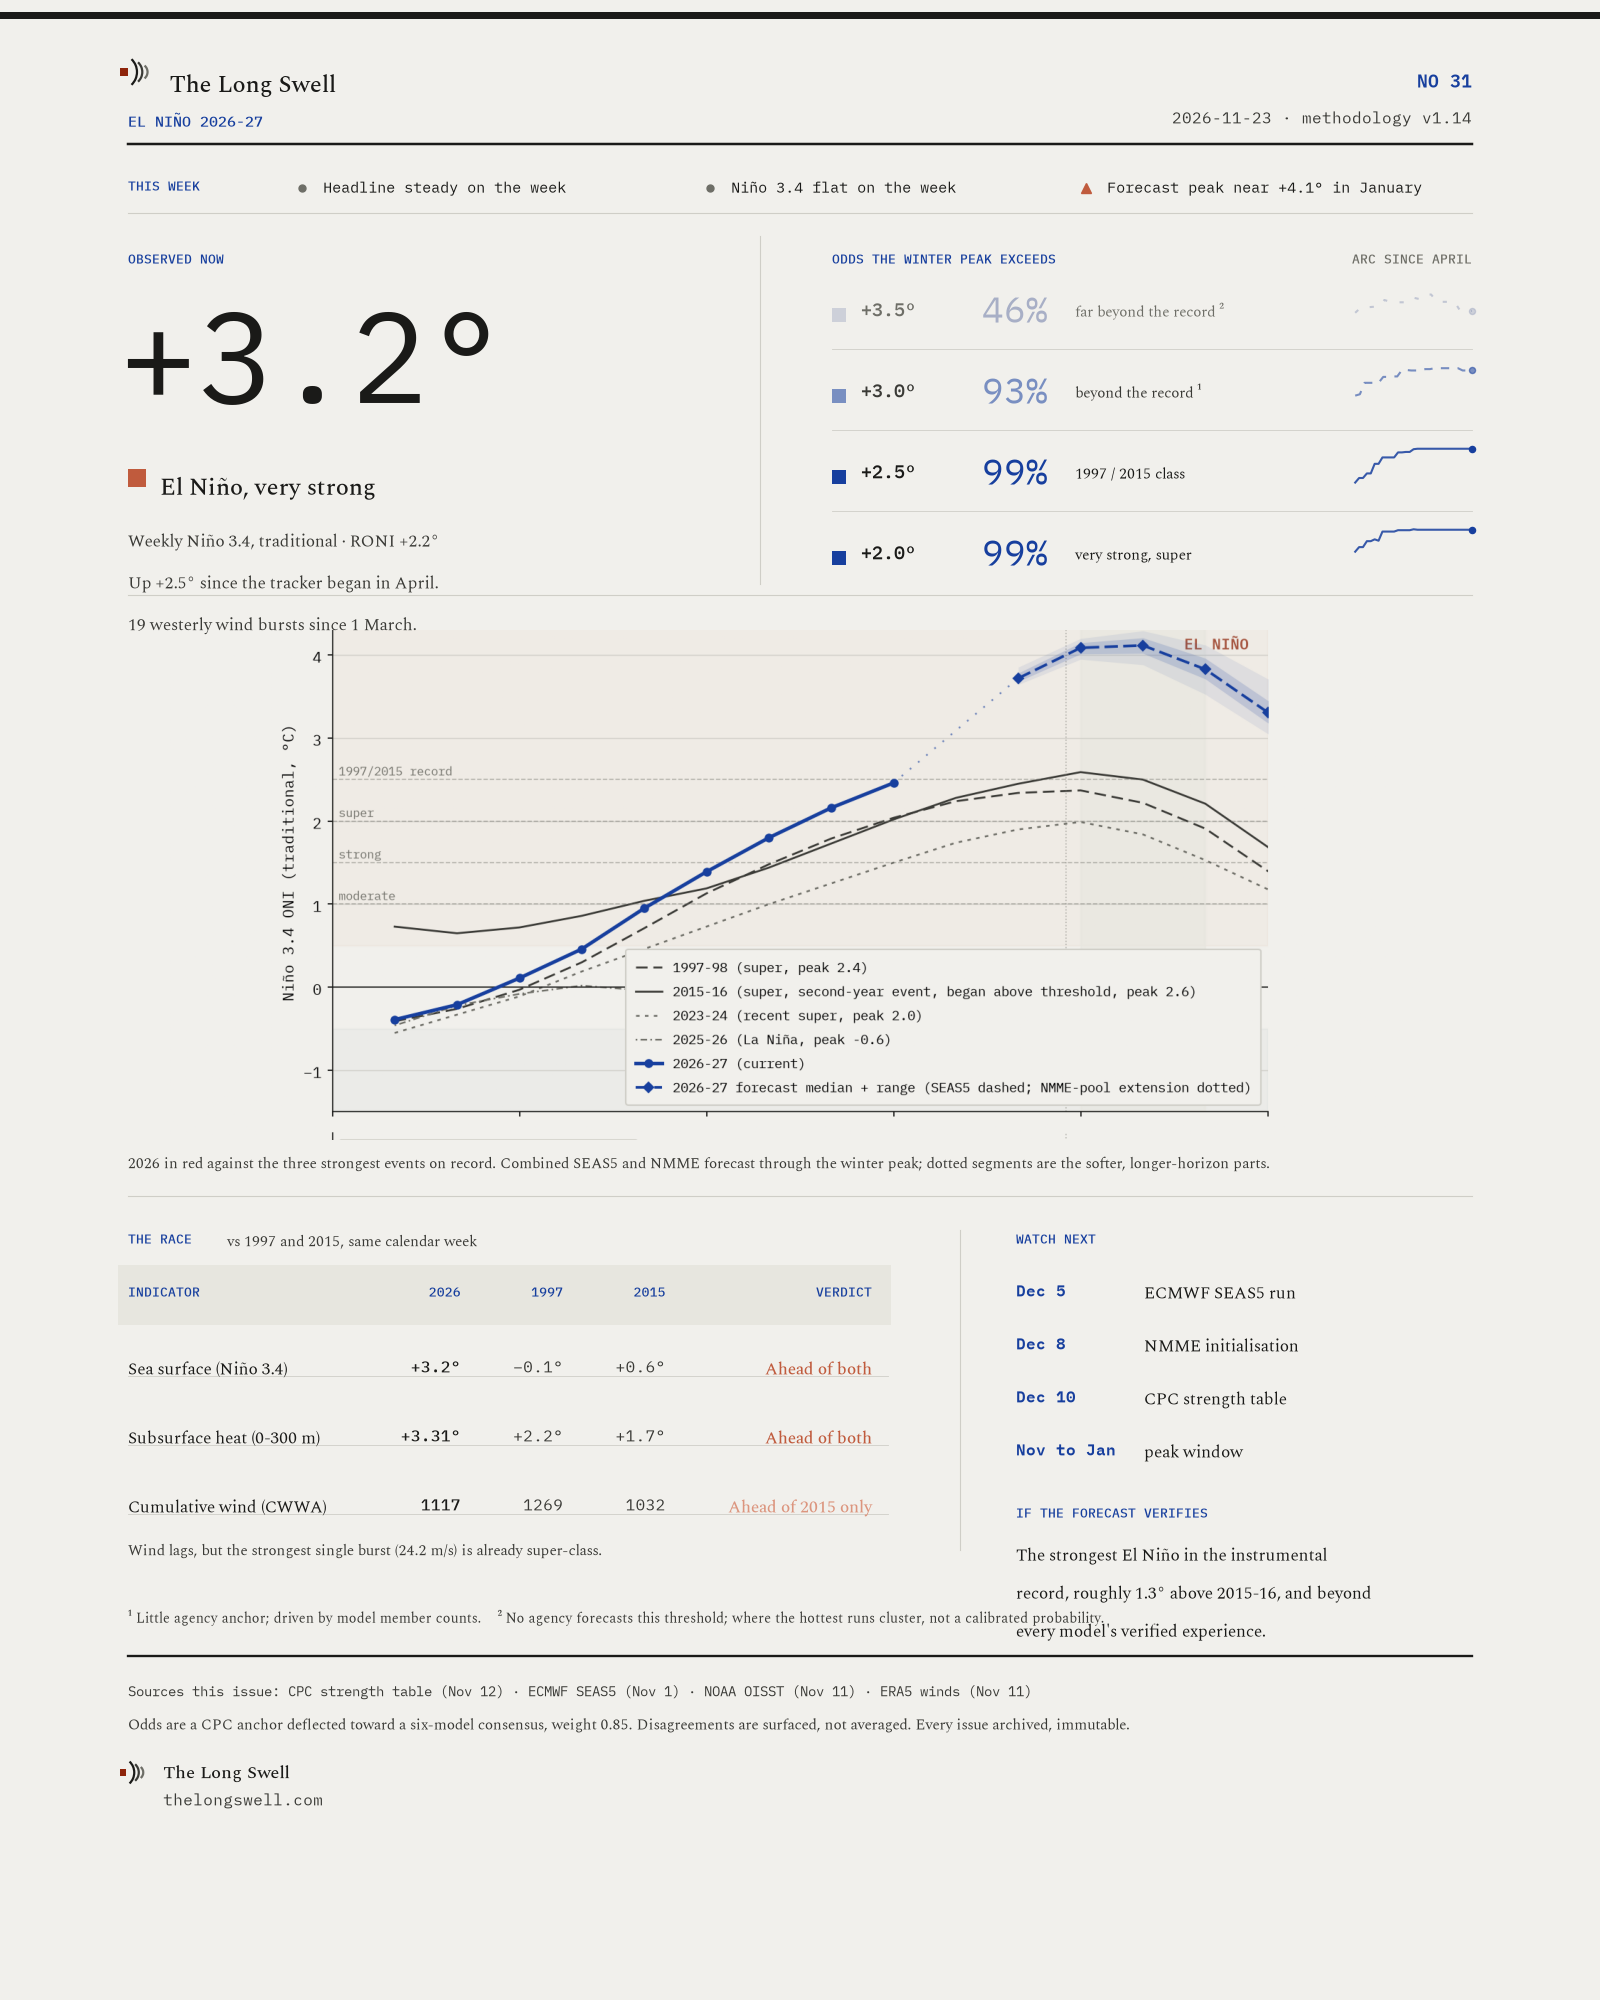 The Long Swell
NO 31
EL NIÑO 2026-27
2026-11-23 · methodology v1.14
THIS WEEK
Headline steady on the week
Niño 3.4 flat on the week
Forecast peak near +4.1° in January
OBSERVED NOW
+3.2°
El Niño, very strong
Weekly Niño 3.4, traditional · RONI +2.2°
Up +2.5° since the tracker began in April.
19 westerly wind bursts since 1 March.
ODDS THE WINTER PEAK EXCEEDS
ARC SINCE APRIL
+3.5° 46% far beyond the record ²
+3.0° 93% beyond the record ¹
+2.5° 99% 1997 / 2015 class
+2.0° 99% very strong, super
EL NIÑO
Niño 3.4 ONI (traditional, °C)
4
3
2
1
0
−1
1997/2015 record
super
strong
moderate
1997-98 (super, peak 2.4)
2015-16 (super, second-year event, began above threshold, peak 2.6)
2023-24 (recent super, peak 2.0)
2025-26 (La Niña, peak -0.6)
2026-27 (current)
2026-27 forecast median + range (SEAS5 dashed; NMME-pool extension dotted)
2026 in red against the three strongest events on record. Combined SEAS5 and NMME forecast through the winter peak; dotted segments are the softer, longer-horizon parts.
THE RACE vs 1997 and 2015, same calendar week
INDICATOR 2026 1997 2015 VERDICT
Sea surface (Niño 3.4) +3.2° −0.1° +0.6° Ahead of both
Subsurface heat (0-300 m) +3.31° +2.2° +1.7° Ahead of both
Cumulative wind (CWWA) 1117 1269 1032 Ahead of 2015 only
Wind lags, but the strongest single burst (24.2 m/s) is already super-class.
WATCH NEXT
Dec 5 ECMWF SEAS5 run
Dec 8 NMME initialisation
Dec 10 CPC strength table
Nov to Jan peak window
IF THE FORECAST VERIFIES
The strongest El Niño in the instrumental
record, roughly 1.3° above 2015-16, and beyond
every model's verified experience.
¹ Little agency anchor; driven by model member counts. ² No agency forecasts this threshold; where the hottest runs cluster, not a calibrated probability.
Sources this issue: CPC strength table (Nov 12) · ECMWF SEAS5 (Nov 1) · NOAA OISST (Nov 11) · ERA5 winds (Nov 11)
Odds are a CPC anchor deflected toward a six-model consensus, weight 0.85. Disagreements are surfaced, not averaged. Every issue archived, immutable.
The Long Swell
thelongswell.com